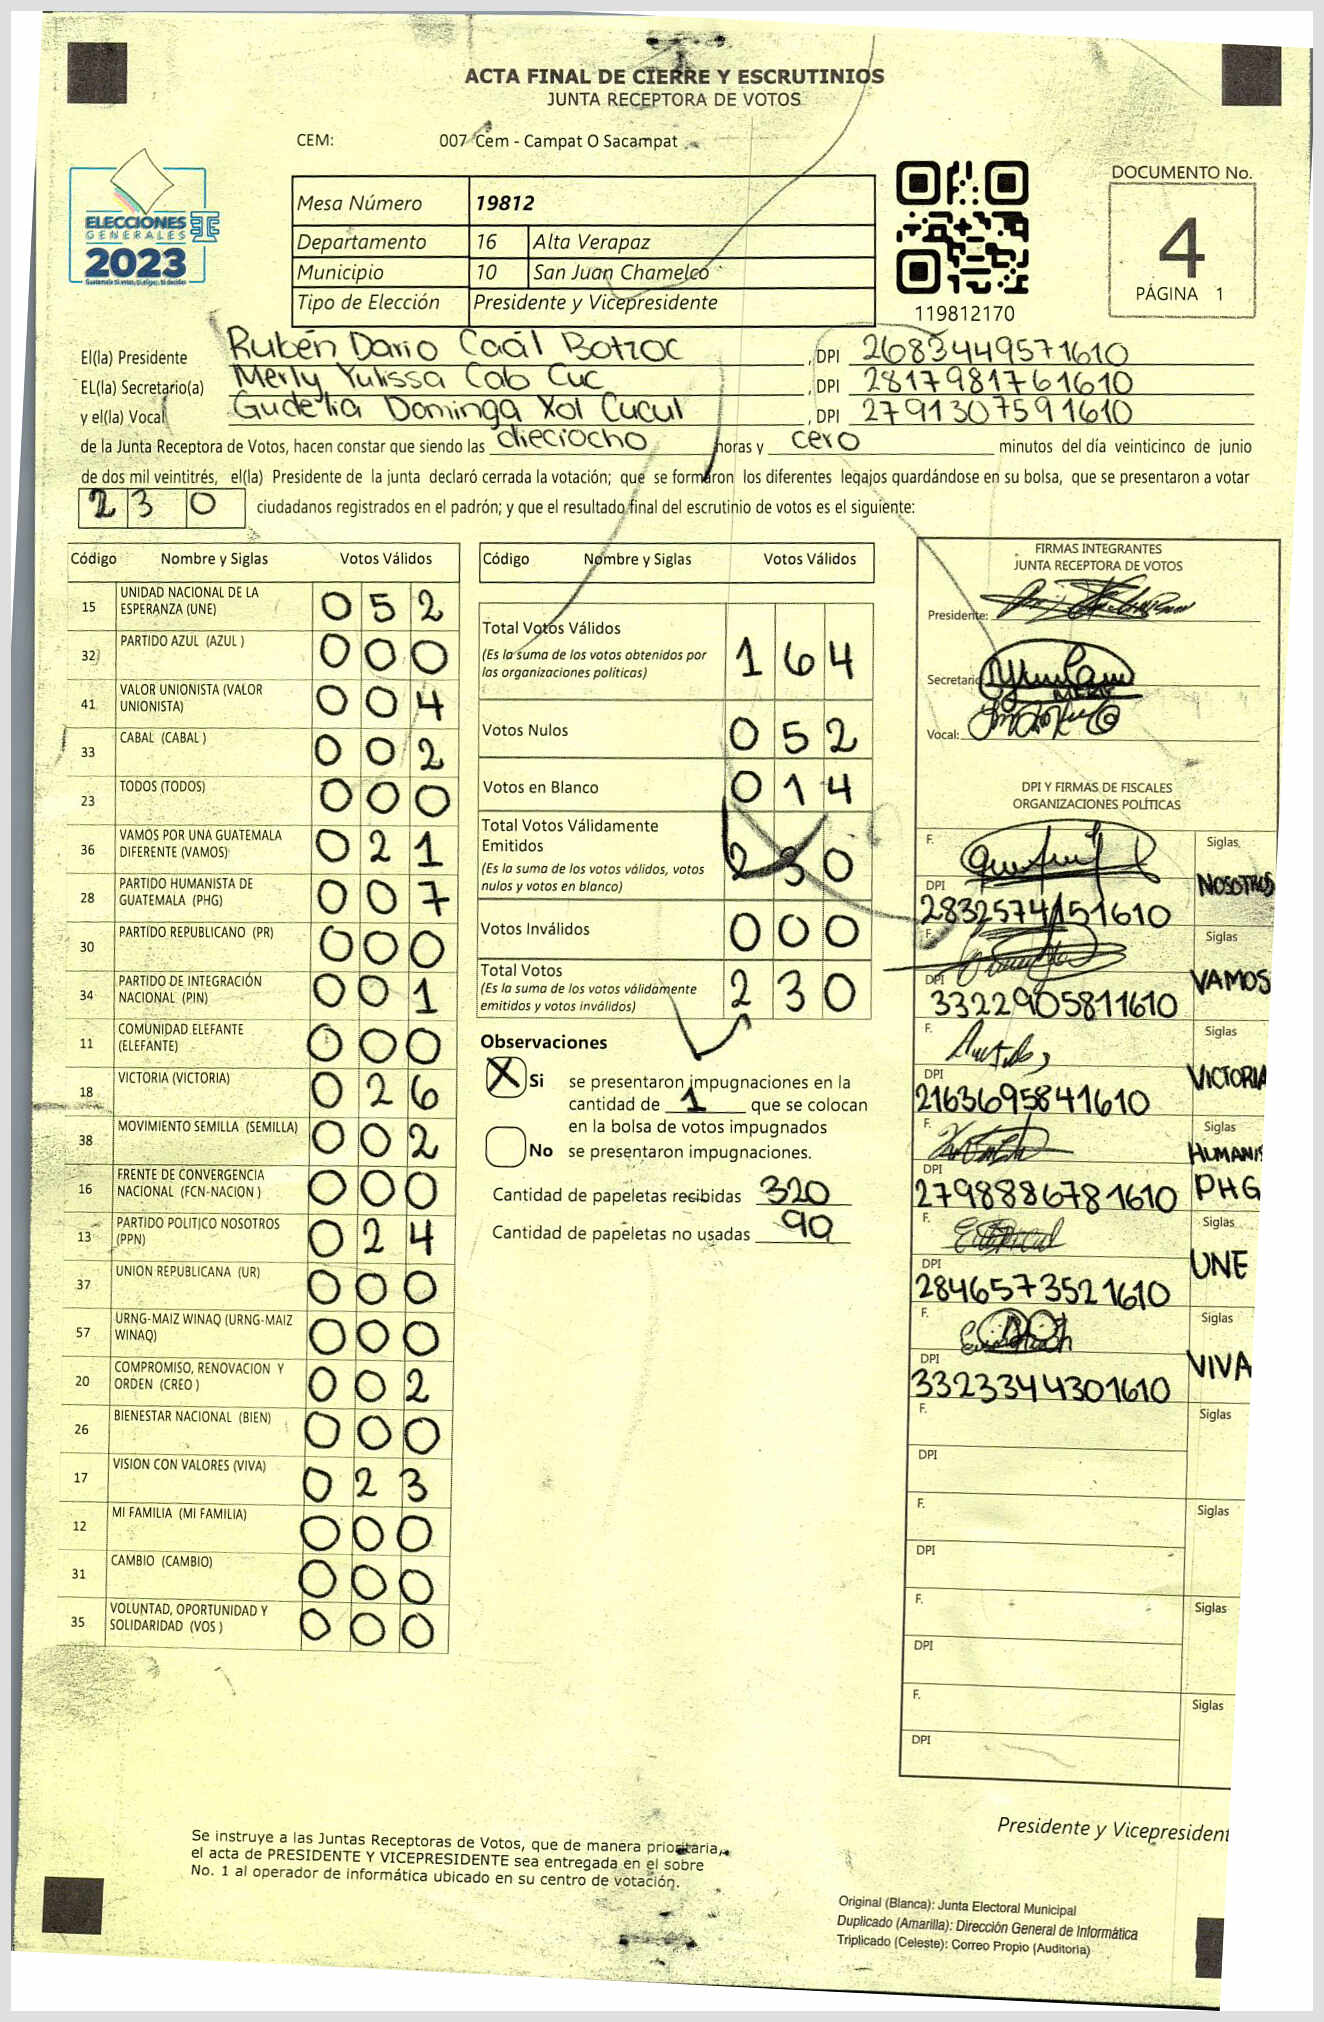 ACTA FINAL DE CIERRE Y ESCRUTINIOS
JUNTA RECEPTORA DE VOTOS
CEM: 007 Cem - Campat O Sacampat
ELECCIONES
GENERALES
2023
Mesa Número 19812
Departamento 16 Alta Verapaz
Municipio 10 San Juan Chamelco
Tipo de Elección Presidente y Vicepresidente
119812170
DOCUMENTO No.
4
PÁGINA 1
El(la) Presidente Rubén Dario Caál Botzoc , DPI 2683449571610
EL(la) Secretario(a) Merly Yulissa Cab Cuc , DPI 2817981761610
y el(la) Vocal Gudelia Dominga Xol Cucul , DPI 2791307591610
de la Junta Receptora de Votos, hacen constar que siendo las dieciocho horas y cero minutos del día veinticinco de junio
de dos mil veintitrés, el(la) Presidente de la junta declaró cerrada la votación; que se formaron los diferentes legajos guardándose en su bolsa, que se presentaron a votar
2 3 0 ciudadanos registrados en el padrón; y que el resultado final del escrutinio de votos es el siguiente:
Código Nombre y Siglas Votos Válidos
15 UNIDAD NACIONAL DE LA ESPERANZA (UNE) 0 5 2
32 PARTIDO AZUL (AZUL ) 0 0 0
41 VALOR UNIONISTA (VALOR UNIONISTA) 0 0 4
33 CABAL (CABAL ) 0 0 2
23 TODOS (TODOS) 0 0 0
36 VAMOS POR UNA GUATEMALA DIFERENTE (VAMOS) 0 2 1
28 PARTIDO HUMANISTA DE GUATEMALA (PHG) 0 0 7
30 PARTIDO REPUBLICANO (PR) 0 0 0
34 PARTIDO DE INTEGRACIÓN NACIONAL (PIN) 0 0 1
11 COMUNIDAD ELEFANTE (ELEFANTE) 0 0 0
18 VICTORIA (VICTORIA) 0 2 6
38 MOVIMIENTO SEMILLA (SEMILLA) 0 0 2
16 FRENTE DE CONVERGENCIA NACIONAL (FCN-NACION ) 0 0 0
13 PARTIDO POLITICO NOSOTROS (PPN) 0 2 4
37 UNION REPUBLICANA (UR) 0 0 0
57 URNG-MAIZ WINAQ (URNG-MAIZ WINAQ) 0 0 0
20 COMPROMISO, RENOVACION Y ORDEN (CREO ) 0 0 2
26 BIENESTAR NACIONAL (BIEN) 0 0 0
17 VISION CON VALORES (VIVA) 0 2 3
12 MI FAMILIA (MI FAMILIA) 0 0 0
31 CAMBIO (CAMBIO) 0 0 0
35 VOLUNTAD, OPORTUNIDAD Y SOLIDARIDAD (VOS ) 0 0 0
Código Nombre y Siglas Votos Válidos
Total Votos Válidos 1 6 4
(Es la suma de los votos obtenidos por
las organizaciones políticas)
Votos Nulos 0 5 2
Votos en Blanco 0 1 4
Total Votos Válidamente
Emitidos 2 3 0
(Es la suma de los votos válidos, votos
nulos y votos en blanco)
Votos Inválidos 0 0 0
Total Votos 2 3 0
(Es la suma de los votos válidamente
emitidos y votos inválidos)
Observaciones
X Si se presentaron impugnaciones en la
cantidad de 1 que se colocan
en la bolsa de votos impugnados
No se presentaron impugnaciones.
Cantidad de papeletas recibidas 320
Cantidad de papeletas no usadas 90
FIRMAS INTEGRANTES
JUNTA RECEPTORA DE VOTOS
Presidente:
Secretario
Vocal:
DPI Y FIRMAS DE FISCALES
ORGANIZACIONES POLÍTICAS
F. Siglas
DPI 2832574151610 NOSOTROS
F. Siglas
DPI 3322905811610 VAMOS
F. Siglas
DPI 2163695841610 VICTORIA
F. Siglas
HUMANIS
DPI 2798886781610 PHG
F. Siglas
DPI 2846573521610 UNE
F. Siglas
DPI 3323344301610 VIVA
F. Siglas
DPI
F. Siglas
DPI
F. Siglas
DPI
F. Siglas
DPI
Presidente y Vicepresident
Se instruye a las Juntas Receptoras de Votos, que de manera prioritaria,
el acta de PRESIDENTE Y VICEPRESIDENTE sea entregada en el sobre
No. 1 al operador de informática ubicado en su centro de votación.
Original (Blanca): Junta Electoral Municipal
Duplicado (Amarilla): Dirección General de Informática
Triplicado (Celeste): Correo Propio (Auditoria)